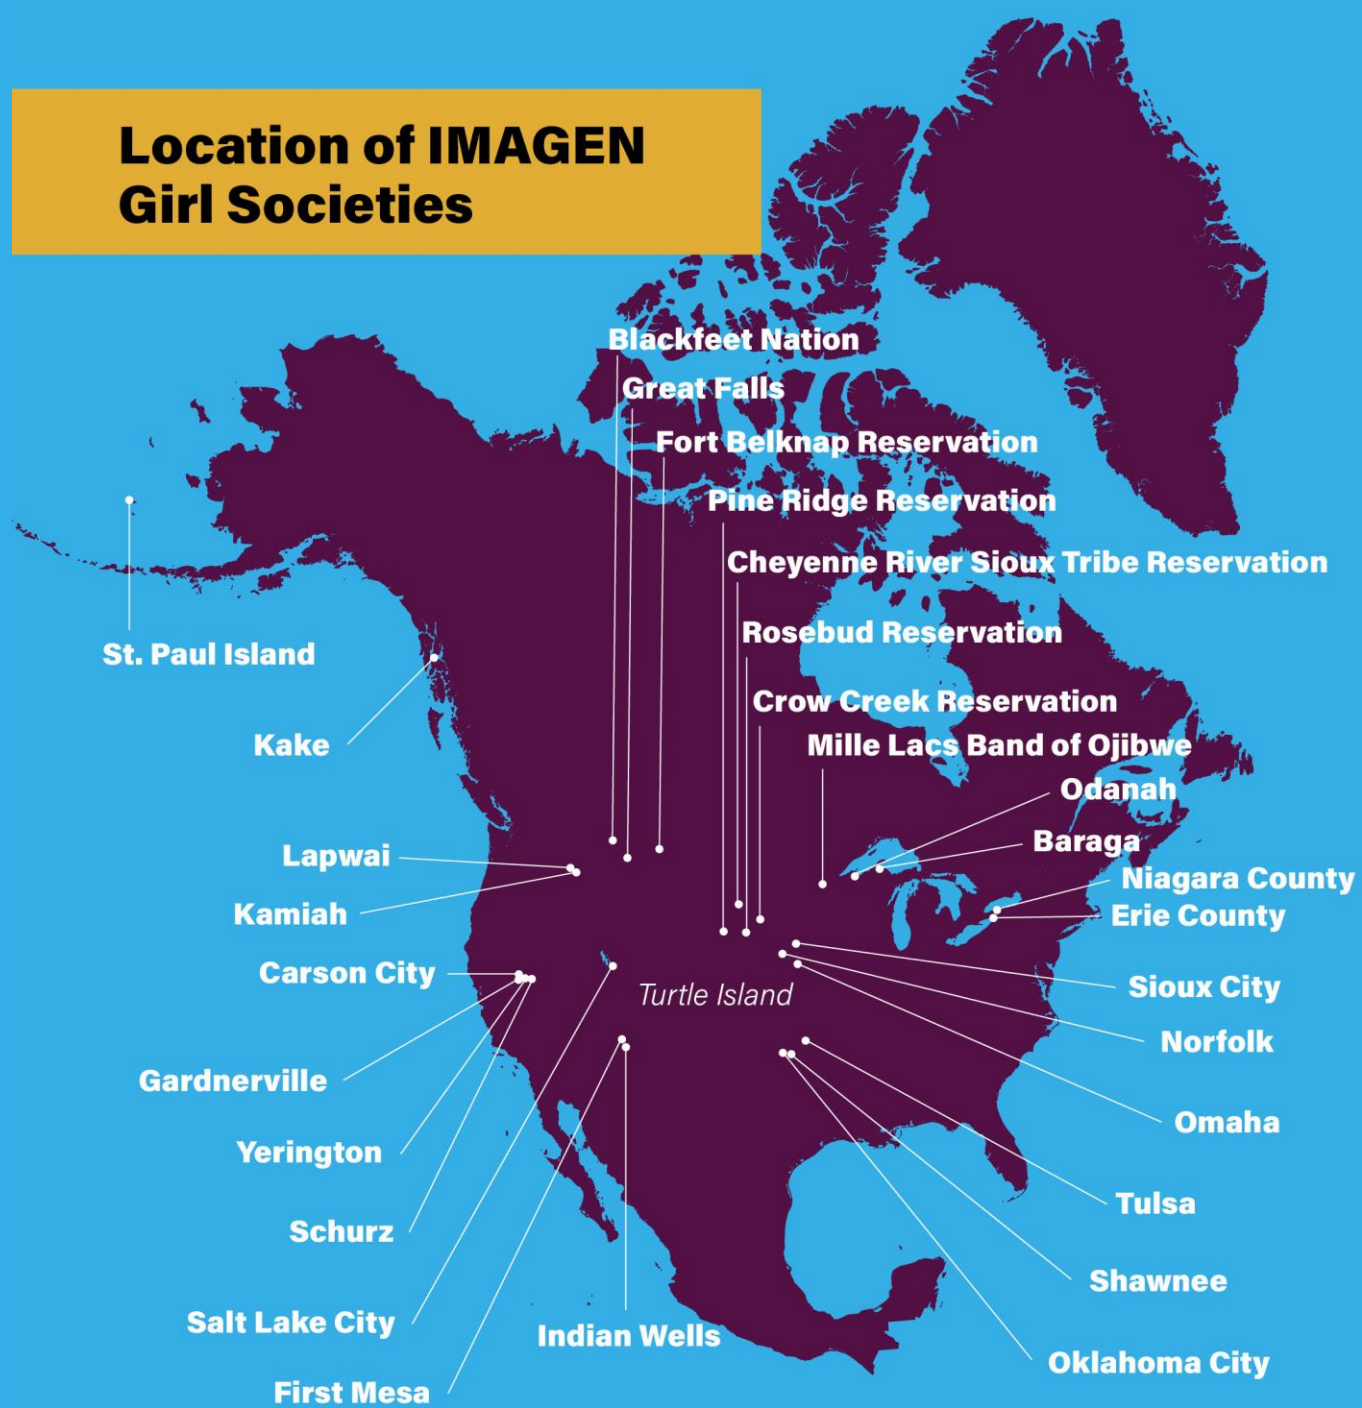 Location of IMAGEN
Girl Societies
Blackfeet Nation
Great Falls
Fort Belknap Reservation
Pine Ridge Reservation
Cheyenne River Sioux Tribe Reservation
Rosebud Reservation
St. Paul Island
Crow Creek Reservation
Kake
Mille Lacs Band of Ojibwe
Odanah
Baraga
Lapwai
Niagara County
Kamiah
Erie County
Carson City
Sioux City
Turtle Island
Norfolk
Gardnerville
Omaha
Yerington
Tulsa
Schurz
Shawnee
Salt Lake City
Indian Wells
Oklahoma City
First Mesa